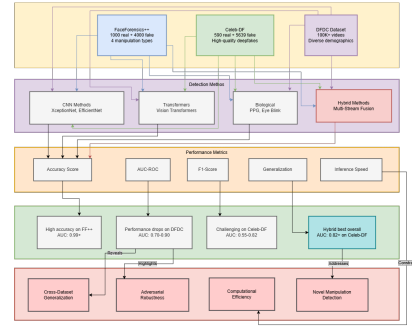 FaceForensics++
1000 real + 4000 fake
4 manipulation types
Celeb-DF
590 real + 5639 fake
High-quality deepfakes
DFDC Dataset
100K+ videos
Diverse demographics
Detection Methos
CNN Methods
XceptionNet, EfficientNet
Transformers
Vision Transformers
Biological
PPG, Eye Blink
Hybrid Methods
Multi-Stream Fusion
Performance Metrics
Accuracy Score
AUC-ROC
F1-Score
Generalization
Inference Speed
High accuracy on FF++
AUC: 0.99+
Performance drops on DFDC
AUC: 0.70-0.90
Challenging on Celeb-DF
AUC: 0.55-0.82
Hybrid best overall
AUC: 0.82+ on Celeb-DF
Reveals
Highlights
Addresses
Cross-Dataset
Generalization
Adversarial
Robustness
Computational
Efficiency
Novel Manipulation
Detection